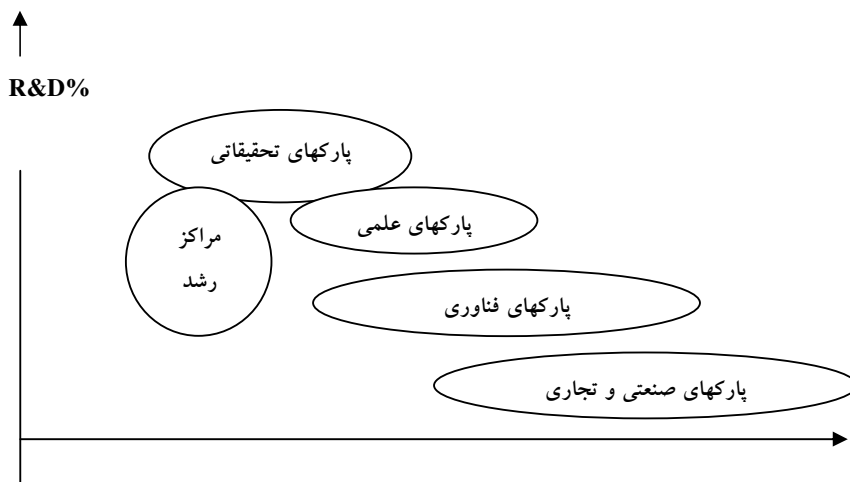 R&D%
پارکهای تحقیقاتی
پارکهای علمی
مراکز
رشد
پارکهای فناوری
پارکهای صنعتی و تجاری